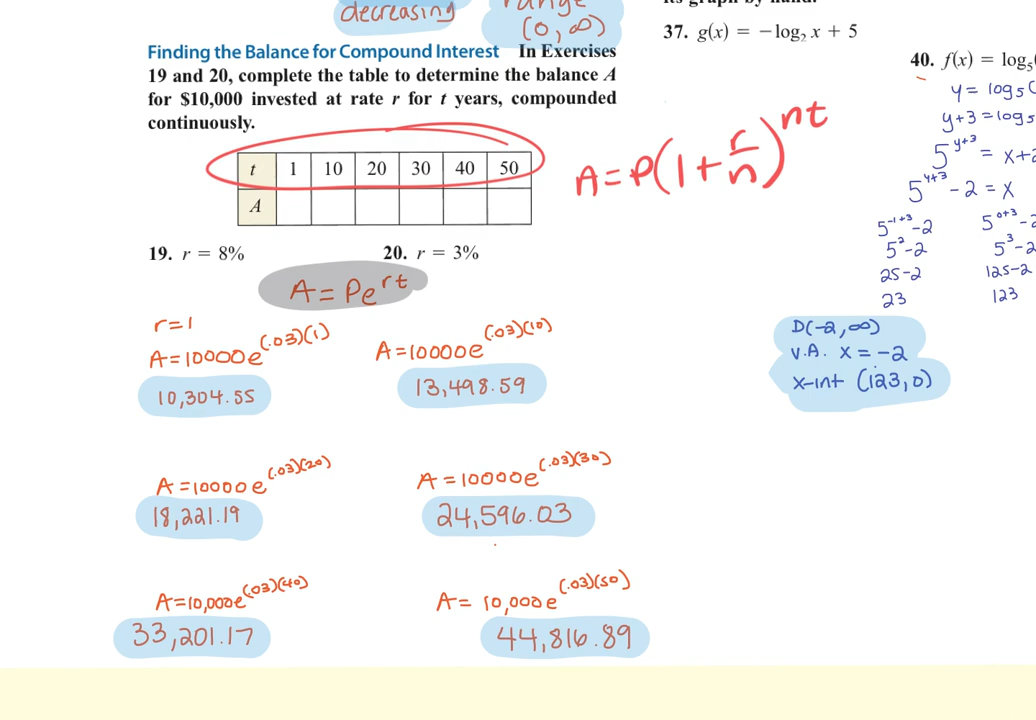 decreasing
range
(0, ∞)
Finding the Balance for Compound Interest In Exercises
19 and 20, complete the table to determine the balance A
for $10,000 invested at rate r for t years, compounded
continuously.
t 1 10 20 30 40 50
A
A=P(1+r/n)^nt
19. r = 8%
20. r = 3%
A=Pe^rt
r=1
A=10000e^(.03)(1)
10,304.55
A=10000e^(.03)(10)
13,498.59
A=10000e^(.03)(20)
18,221.19
A=10000e^(.03)(30)
24,596.03
A=10,000e^(.03)(40)
33,201.17
A= 10,000e^(.03)(50)
44,816.89
its graph by hand.
37. g(x) = −log₂ x + 5
40. f(x) = log₅
y= log5(
y+3=log5
5^y+3 = x+2
5^y+3 -2 = x
5^-1+3 -2
5²-2
25-2
23
5^0+3 -2
5³-2
125-2
123
D(-2,∞)
V.A. x=-2
x-int (123,0)